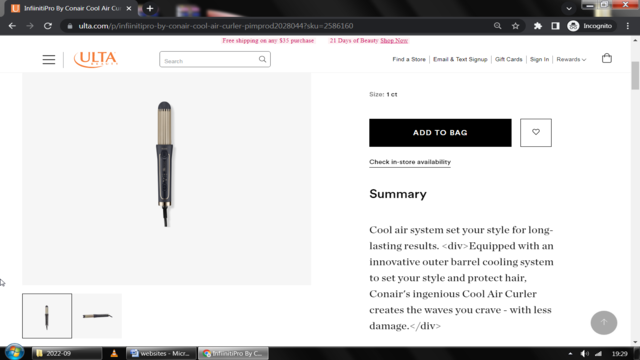 InfiinitiPro By Conair Cool Air Cu
ulta.com/p/infiinitipro-by-conair-cool-air-curler-pimprod2028044?sku=2586160
Incognito
Free shipping on any $35 purchase
21 Days of Beauty Shop Now
ULTA
BEAUTY
Search
Find a Store
Email & Text Signup
Gift Cards
Sign In
Rewards
Size: 1 ct
ADD TO BAG
Check in-store availability
Summary
Cool air system set your style for long-
lasting results. <div>Equipped with an
innovative outer barrel cooling system
to set your style and protect hair,
Conair's ingenious Cool Air Curler
creates the waves you crave - with less
damage.</div>
2022-09
websites - Micr...
InfiinitiPro By C...
19:29